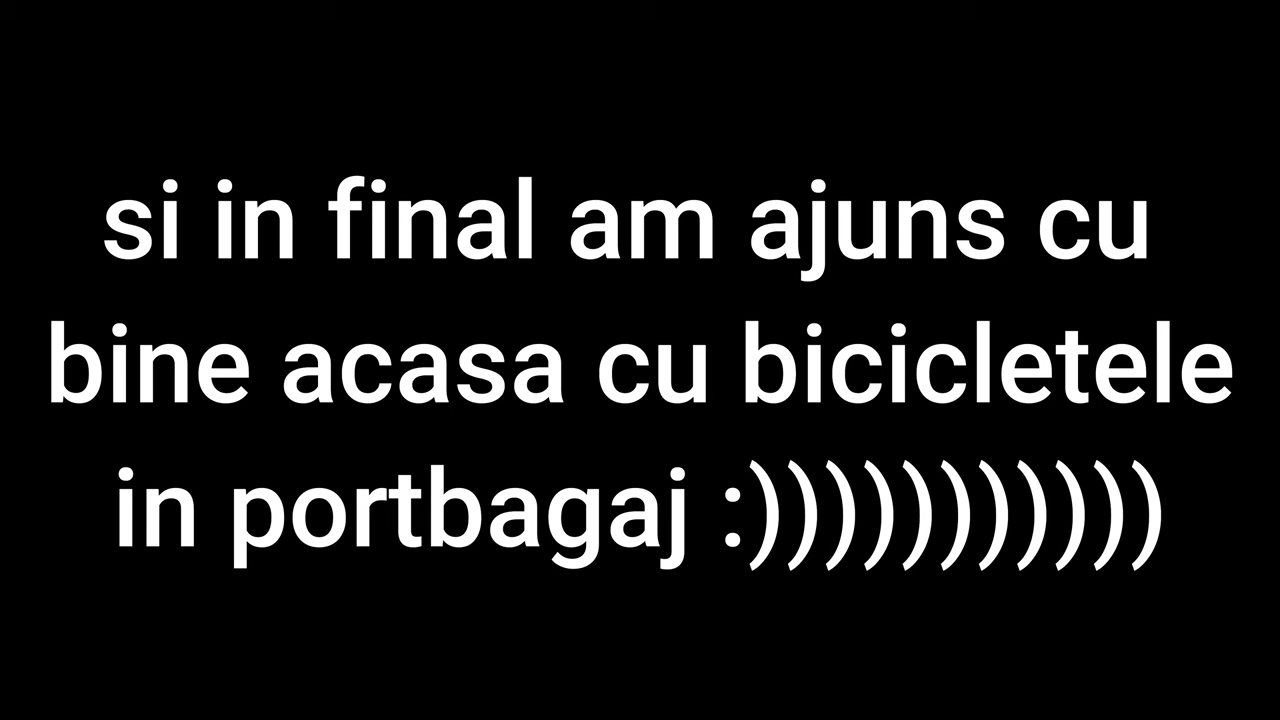 si in final am ajuns cu
bine acasa cu bicicletele
in portbagaj :)))))))))))